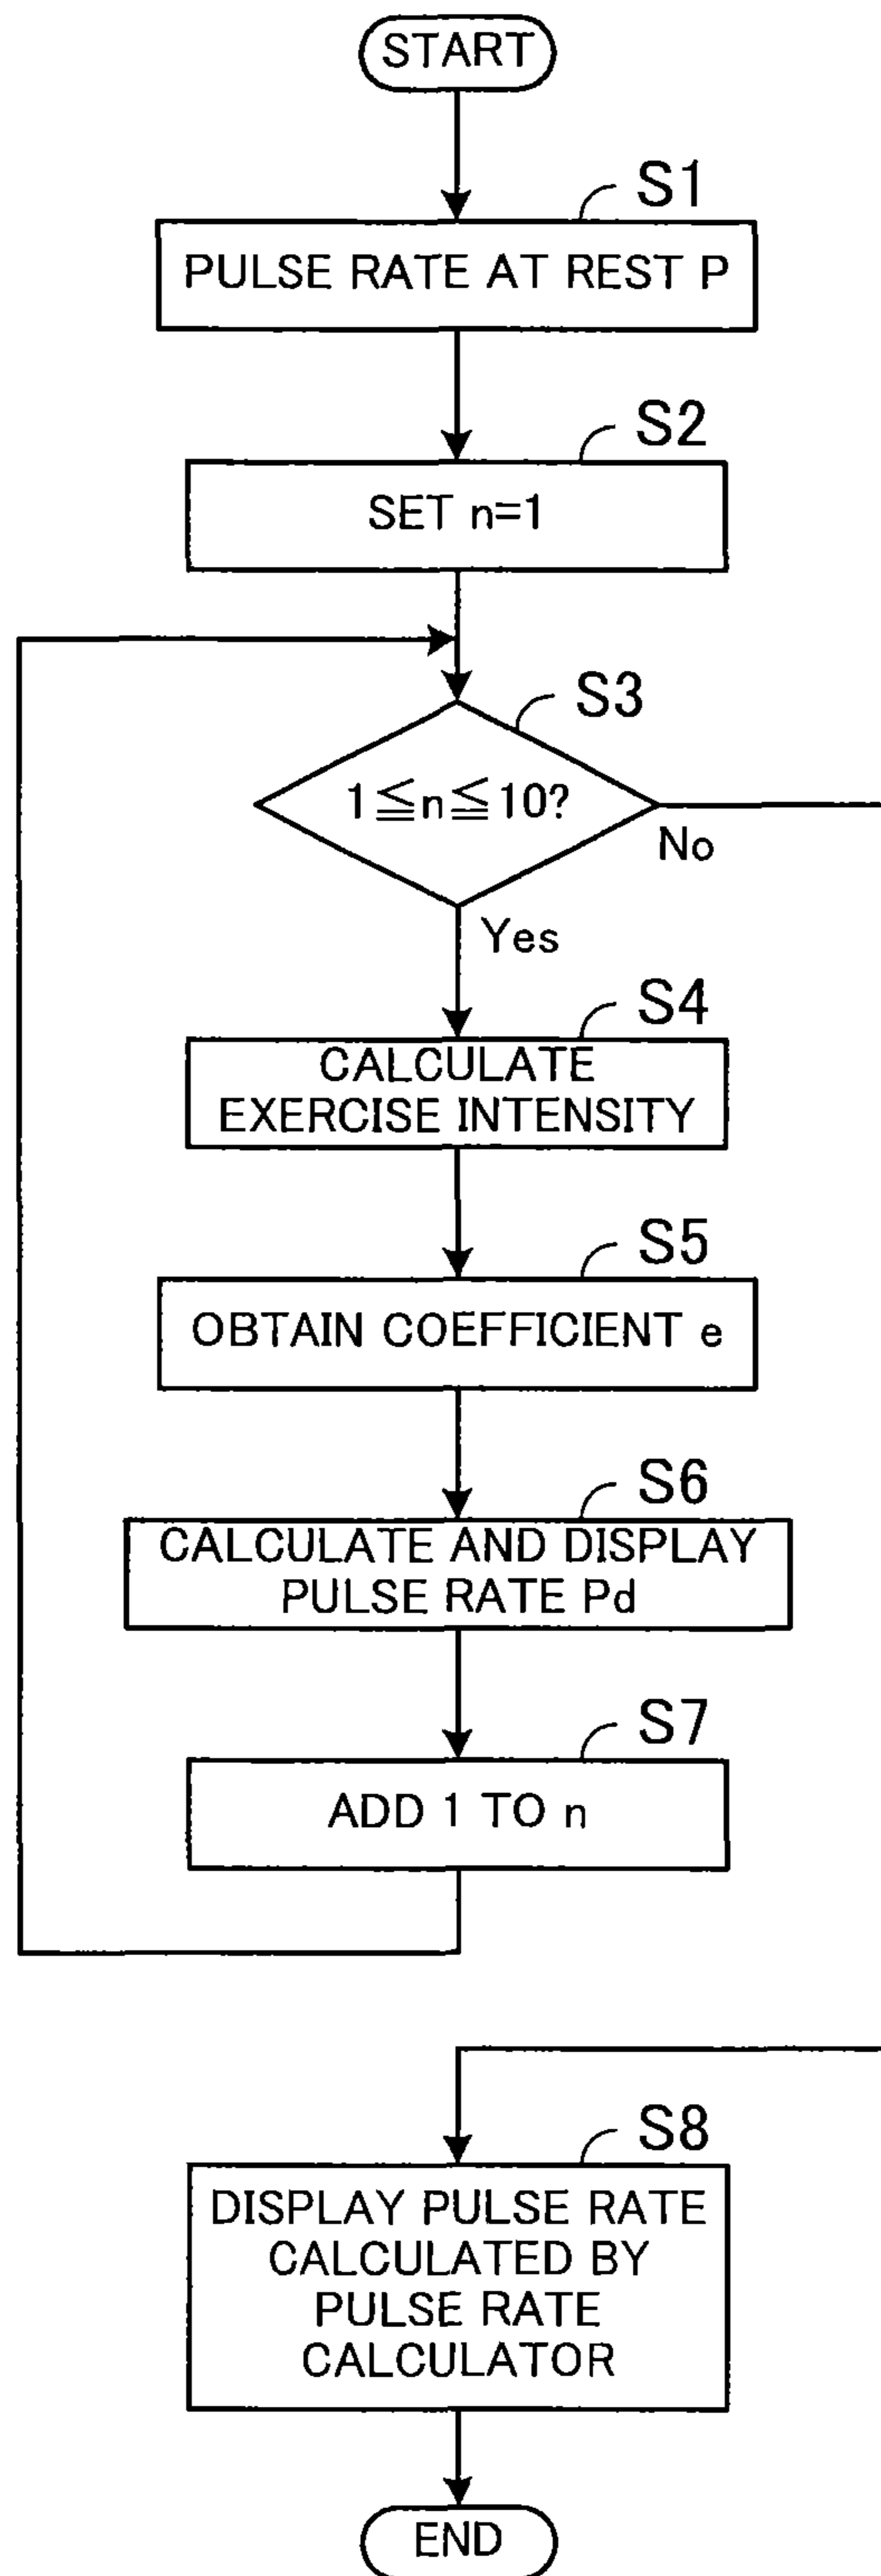 START
S1
PULSE RATE AT REST P
S2
SET n=1
S3
1≦n≦10?
No
Yes
S4
CALCULATE
EXERCISE INTENSITY
S5
OBTAIN COEFFICIENT e
S6
CALCULATE AND DISPLAY
PULSE RATE Pd
S7
ADD 1 TO n
S8
DISPLAY PULSE RATE
CALCULATED BY
PULSE RATE
CALCULATOR
END